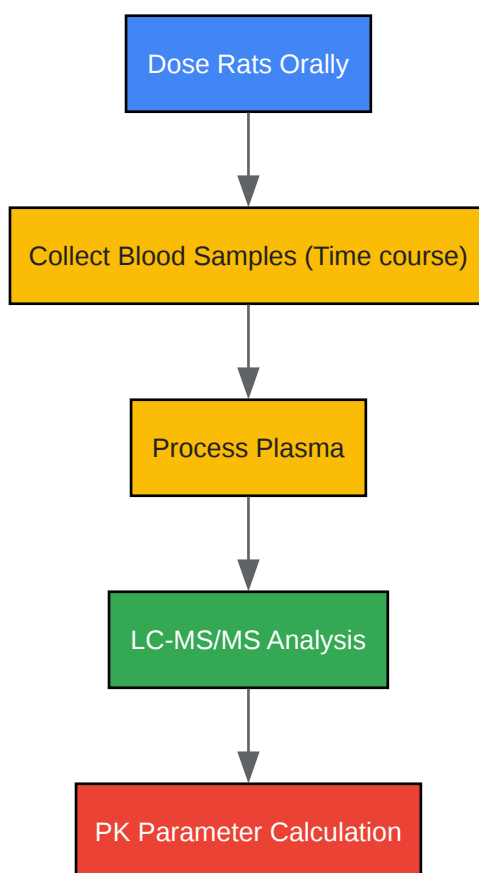 Dose Rats Orally
Collect Blood Samples (Time course)
Process Plasma
LC-MS/MS Analysis
PK Parameter Calculation